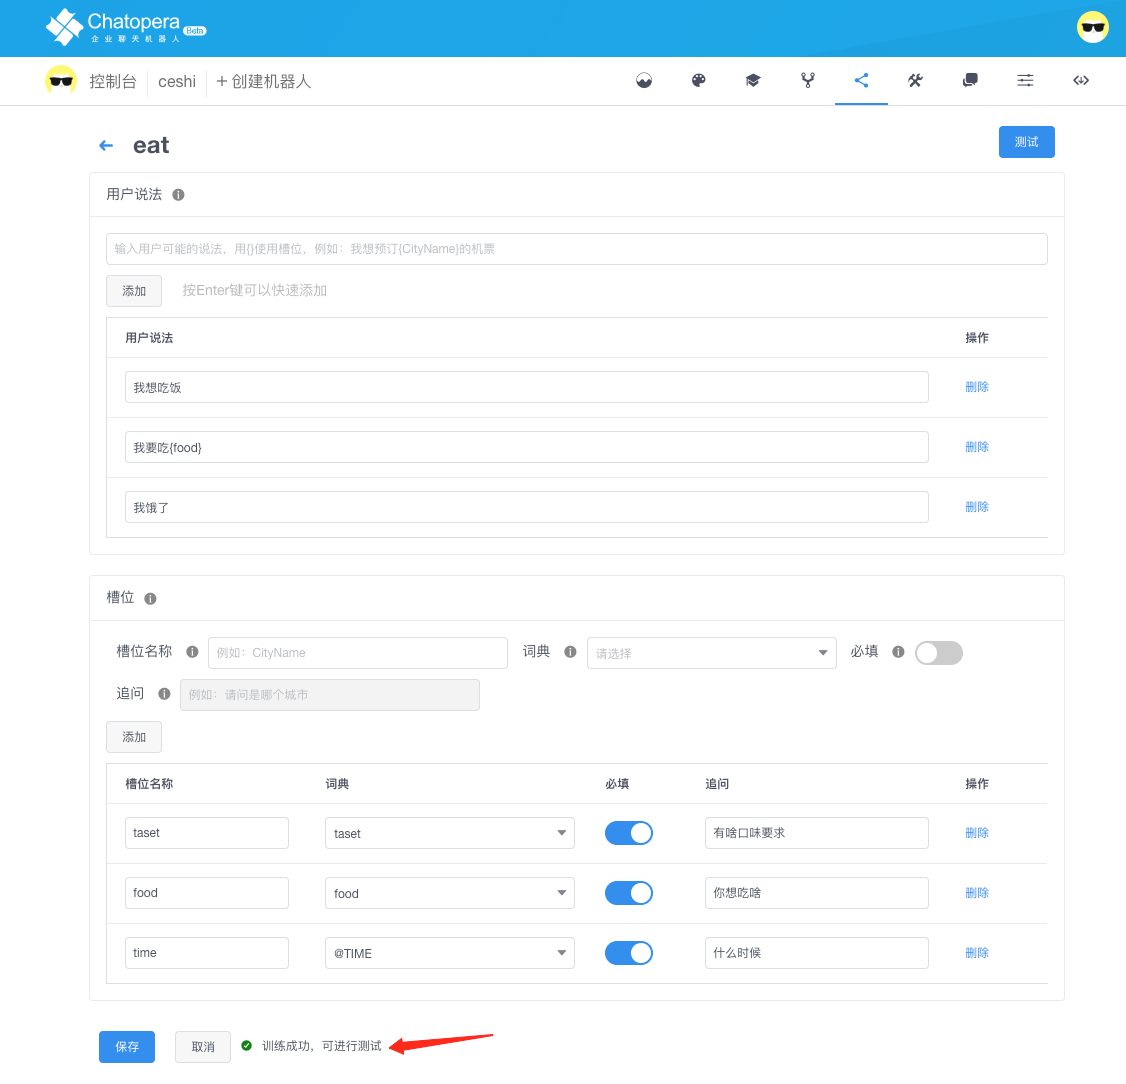 Chatopera Beta
企业聊天机器人
控制台 ceshi + 创建机器人
eat
测试
用户说法
输入用户可能的说法，用{}使用槽位，例如：我想预订{CityName}的机票
添加 按Enter键可以快速添加
用户说法 操作
我想吃饭 删除
我要吃{food} 删除
我饿了 删除
槽位
槽位名称 例如：CityName 词典 请选择 必填
追问 例如：请问是哪个城市
添加
槽位名称 词典 必填 追问 操作
taset taset 有啥口味要求 删除
food food 你想吃啥 删除
time @TIME 什么时候 删除
保存 取消 训练成功，可进行测试